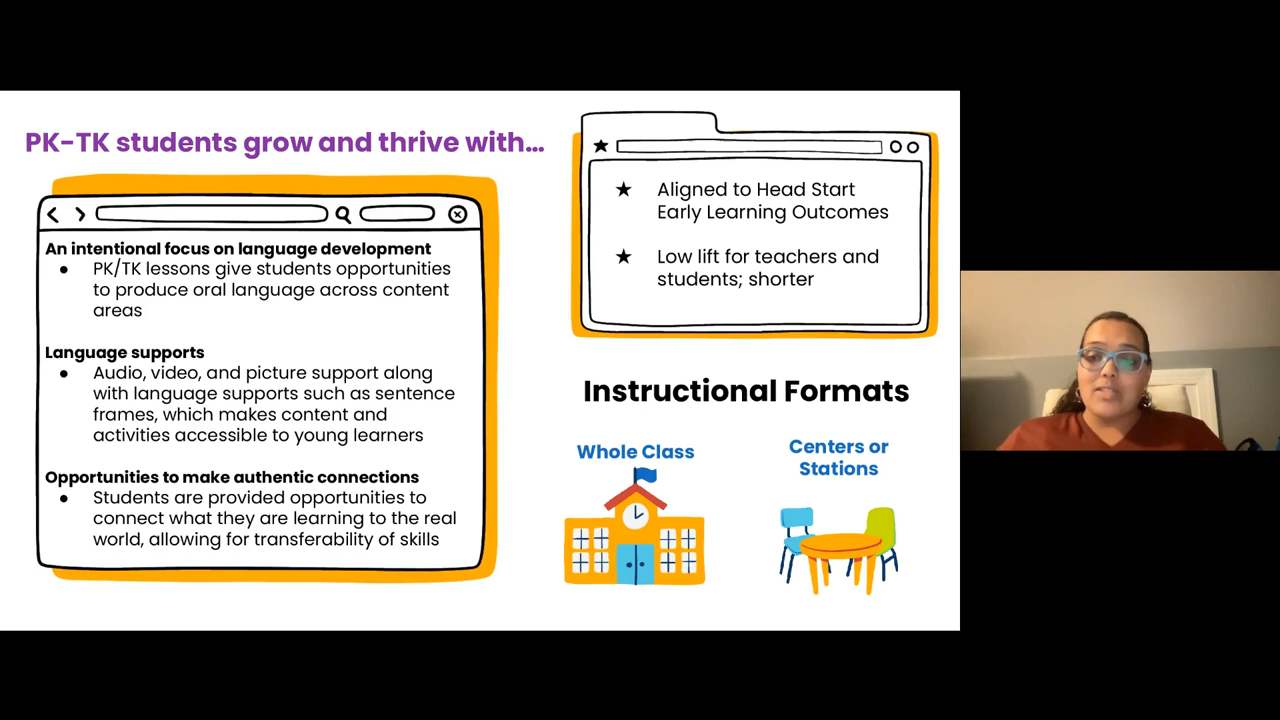 PK-TK students grow and thrive with...
An intentional focus on language development
● PK/TK lessons give students opportunities
to produce oral language across content
areas
Language supports
● Audio, video, and picture support along
with language supports such as sentence
frames, which makes content and
activities accessible to young learners
Opportunities to make authentic connections
● Students are provided opportunities to
connect what they are learning to the real
world, allowing for transferability of skills
★ Aligned to Head Start
Early Learning Outcomes
★ Low lift for teachers and
students; shorter
Instructional Formats
Whole Class
Centers or
Stations